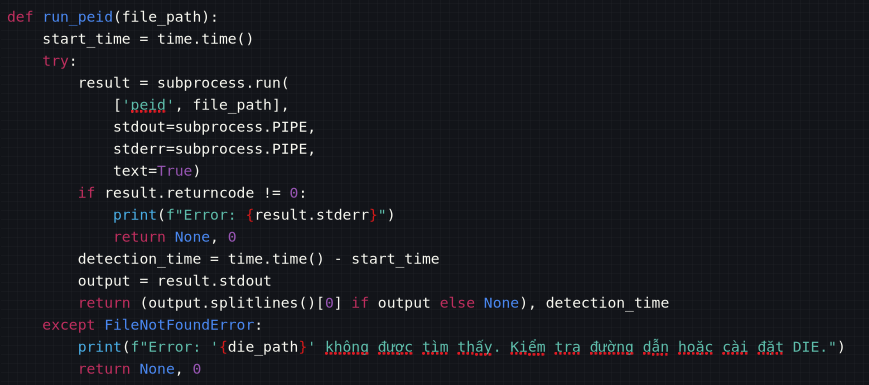 def run_peid(file_path):
    start_time = time.time()
    try:
        result = subprocess.run(
            ['peid', file_path],
            stdout=subprocess.PIPE,
            stderr=subprocess.PIPE,
            text=True)
        if result.returncode != 0:
            print(f"Error: {result.stderr}")
            return None, 0
        detection_time = time.time() - start_time
        output = result.stdout
        return (output.splitlines()[0] if output else None), detection_time
    except FileNotFoundError:
        print(f"Error: '{die_path}' không được tìm thấy. Kiểm tra đường dẫn hoặc cài đặt DIE.")
        return None, 0